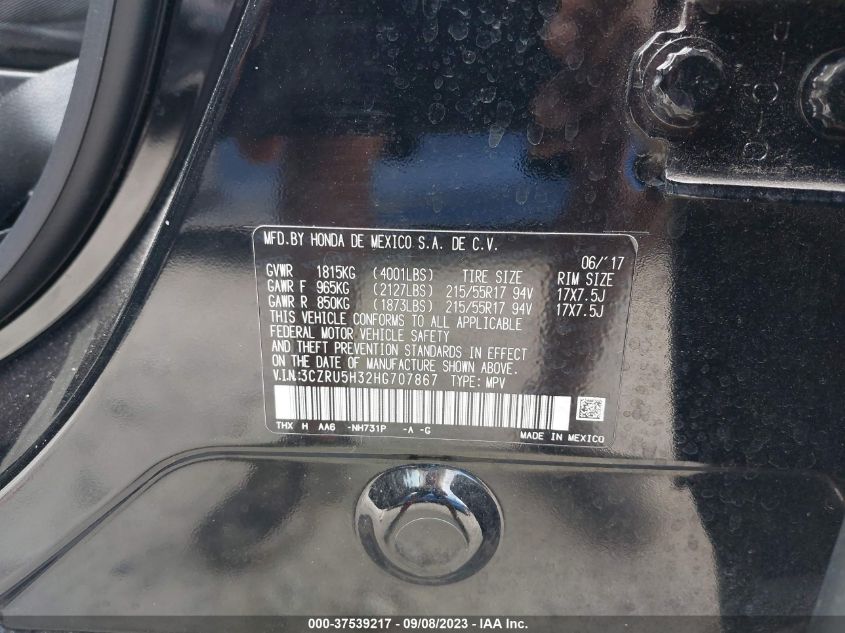 MFD.BY HONDA DE MEXICO S.A. DE C.V.
06/'17
GVWR 1815KG (4001LBS) TIRE SIZE RIM SIZE
GAWR F 965KG (2127LBS) 215/55R17 94V 17X7.5J
GAWR R 850KG (1873LBS) 215/55R17 94V 17X7.5J
THIS VEHICLE CONFORMS TO ALL APPLICABLE
FEDERAL MOTOR VEHICLE SAFETY
AND THEFT PREVENTION STANDARDS IN EFFECT
ON THE DATE OF MANUFACTURE SHOWN ABOVE.
V.I.N:3CZRU5H32HG707867 TYPE: MPV
THX H AA6 -NH731P -A -G MADE IN MEXICO
000-37539217 - 09/08/2023 - IAA Inc.